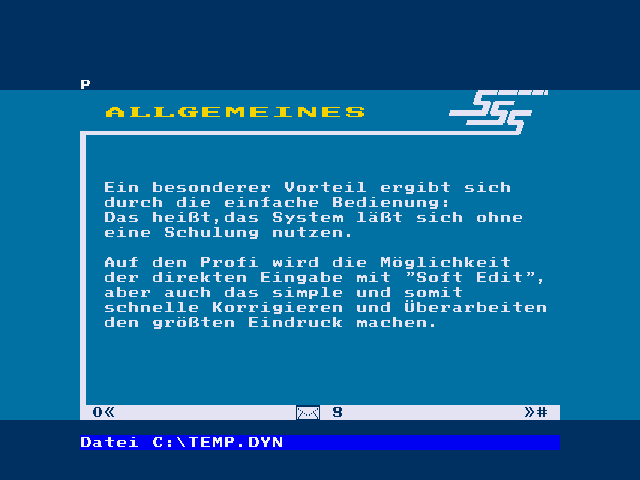 P
ALLGEMEINES
SSS
Ein besonderer Vorteil ergibt sich
durch die einfache Bedienung:
Das heißt,das System läßt sich ohne
eine Schulung nutzen.
Auf den Profi wird die Möglichkeit
der direkten Eingabe mit "Soft Edit",
aber auch das simple und somit
schnelle Korrigieren und Überarbeiten
den größten Eindruck machen.
0« 9 »#
Datei C:\TEMP.DYN